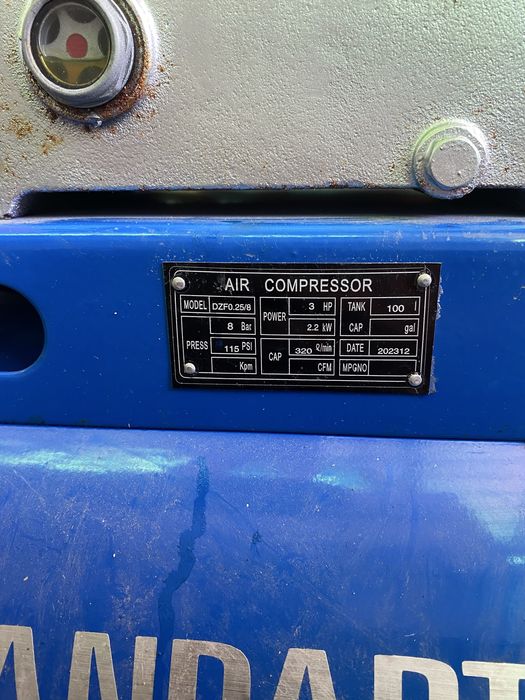 AIR COMPRESSOR
MODEL DZF0.25/8 POWER 3 HP TANK 100 l
PRESS 8 Bar 2.2 kW CAP gal
115 PSI CAP 320 ℓ/min DATE 202312
Kpm CFM MPGNO
ANDART